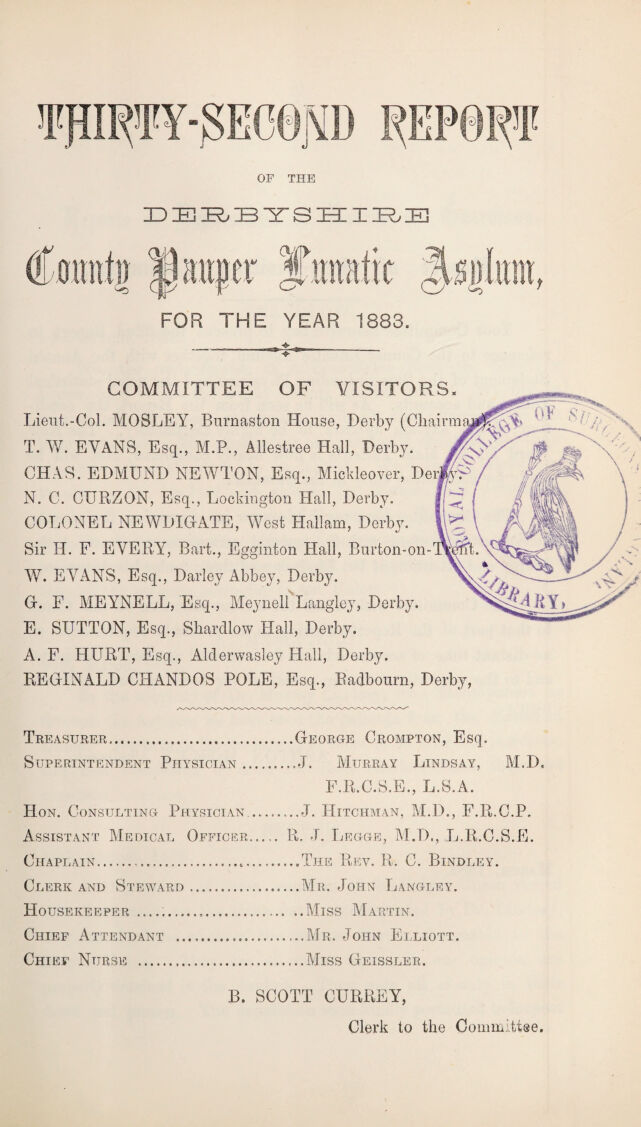 THIRTY-SECOND REPORT
OF THE
DERBYSHIRE
County Pauper Lunatic Asylum,
FOR THE YEAR 1883.
COMMITTEE OF VISITORS.
Lieut.-Col. MOSLEY, Burnaston House, Derby (Chairman).
T. W. EVANS, Esq., M.P., Allestree Hall, Derby.
CHAS. EDMUND NEWTON, Esq., Mickleover, Derby.
N. C. CURZON, Esq., Lockington Hall, Derby.
COLONEL NEWDIGATE, West Hallam, Derby.
Sir H. F. EVERY, Bart., Egginton Hall, Burton-on-Trent.
W. EVANS, Esq., Darley Abbey, Derby.
G. F. MEYNELL, Esq., Meynell Langley, Derby.
E. SUTTON, Esq., Shardlow Hall, Derby.
A. F. HURT, Esq., Alderwasley Hall, Derby.
REGINALD CHANDOS POLE, Esq., Radbourn, Derby,
ROYAL COLLEGE OF SURGEONS
LIBRARY,
TREASURER..............................GEORGE CROMPTON, Esq.
SUPERINTENDENT PHYSICIAN .........J. MURRAY LINDSAY, M.D.
F.R.C.S.E., L.S.A.
HON. CONSULTING PHYSICIAN.........J. HITCHMAN, M.D., F.R.C.P.
ASSISTANT MEDICAL OFFICER..... R. J. LEGGE, M.D., L.R.C.S.E.
CHAPLAIN.................................THE REV. R. C. BINDLEY.
CLERK AND STEWARD ...................MR. JOHN LANGLEY.
HOUSEKEEPER ........................ ..MISS MARTIN.
CHIEF ATTENDANT ......................MR. JOHN ELLIOTT.
CHIEF NURSE ............................MISS GEISSLER.
B. SCOTT CURREY,
Clerk to the Committee.